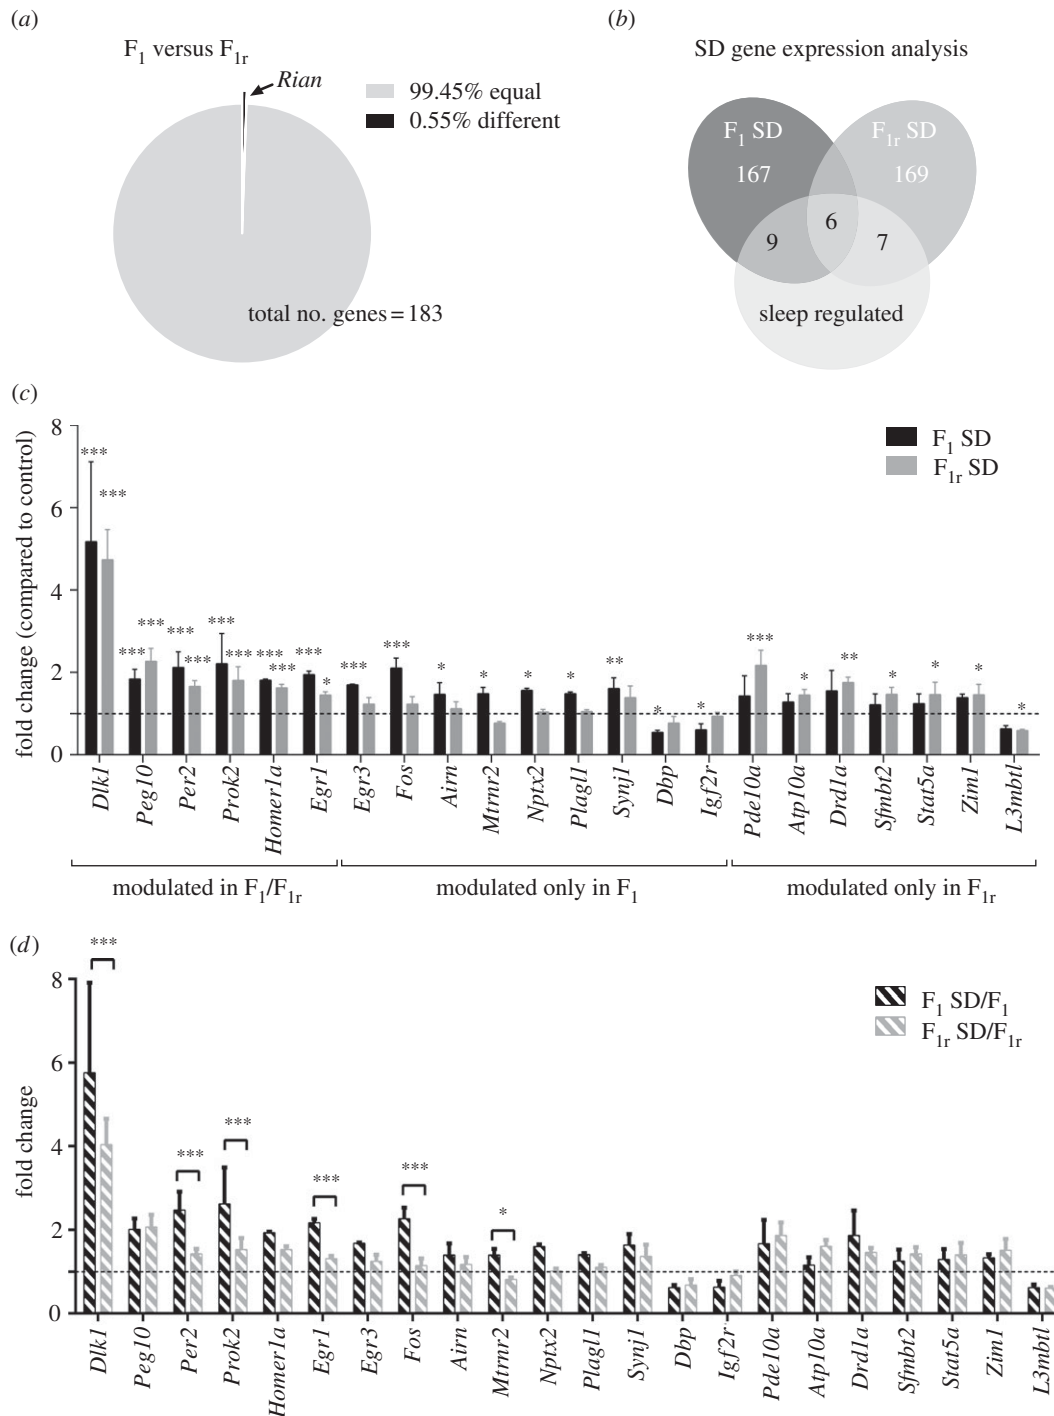 (a)
F1 versus F1r
Rian
99.45% equal
0.55% different
total no. genes = 183
(b)
SD gene expression analysis
F1 SD
F1r SD
167
169
6
9
7
sleep regulated
(c)
fold change (compared to control)
8
6
4
2
0
F1 SD
F1r SD
***
***
***
***
***
***
***
***
***
***
***
*
***
***
*
*
*
*
**
*
*
***
*
**
*
*
*
*
Dlk1
Peg10
Per2
Prok2
Homer1a
Egr1
Egr3
Fos
Airn
Mtrnr2
Nptx2
Plagl1
Synj1
Dbp
Igf2r
Pde10a
Atp10a
Drd1a
Sfmbt2
Stat5a
Zim1
L3mbtl
modulated in F1/F1r
modulated only in F1
modulated only in F1r
(d)
fold change
8
6
4
2
0
F1 SD/F1
F1r SD/F1r
***
***
***
***
***
*
Dlk1
Peg10
Per2
Prok2
Homer1a
Egr1
Egr3
Fos
Airn
Mtrnr2
Nptx2
Plagl1
Synj1
Dbp
Igf2r
Pde10a
Atp10a
Drd1a
Sfmbt2
Stat5a
Zim1
L3mbtl